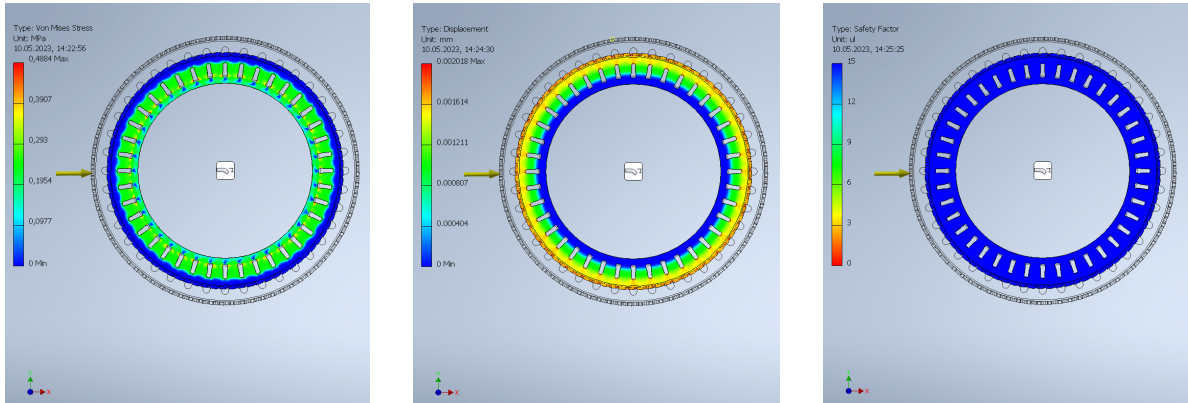 Type: Von Mises Stress
Unit: MPa
10.05.2023, 14:22:56
0,4884 Max
0,3907
0,293
0,1954
0,0977
0 Min
Y
X
Type: Displacement
Unit: mm
10.05.2023, 14:24:30
0.002018 Max
0.001614
0.001211
0.000807
0.000404
0 Min
Y
X
Type: Safety Factor
Unit: ul
10.05.2023, 14:25:25
15
12
9
6
3
0
Y
X